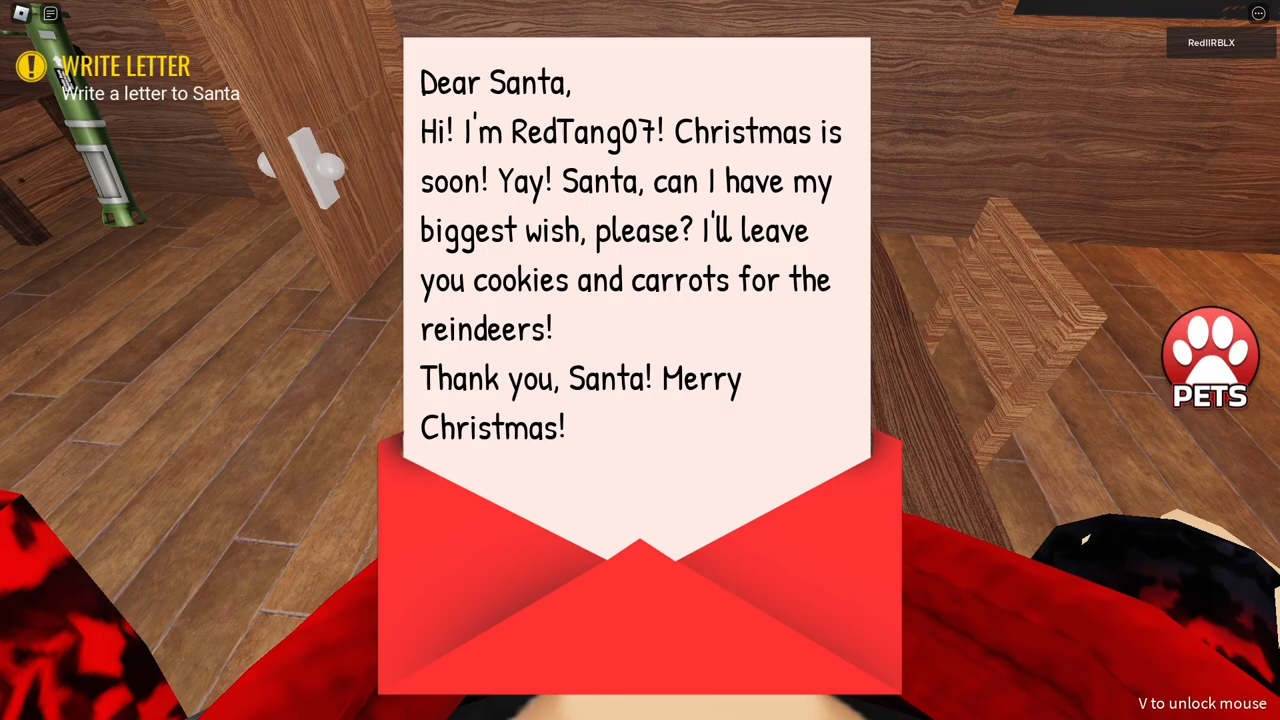 WRITE LETTER
Write a letter to Santa
RedIIRBLX
Dear Santa,
Hi! I'm RedTang07! Christmas is
soon! Yay! Santa, can I have my
biggest wish, please? I'll leave
you cookies and carrots for the
reindeers!
Thank you, Santa! Merry
Christmas!
PETS
V to unlock mouse